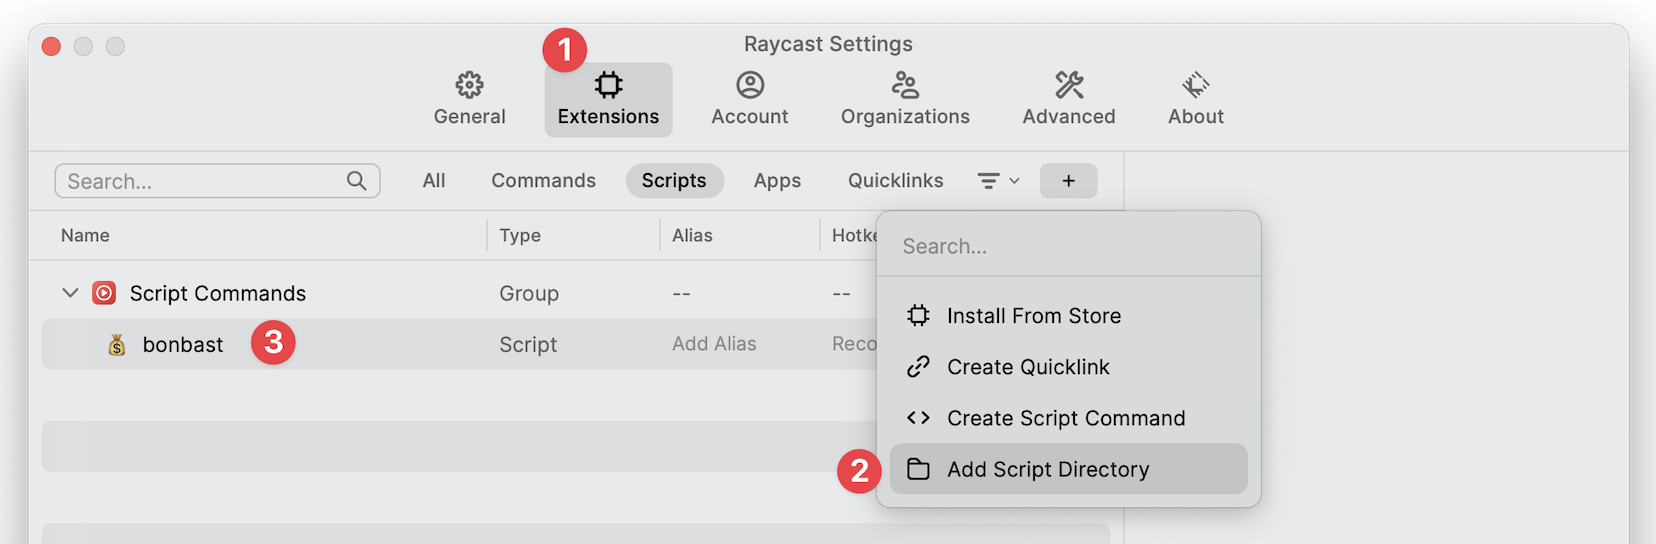 1
Raycast Settings
General
Extensions
Account
Organizations
Advanced
About
Search...
All
Commands
Scripts
Apps
Quicklinks
+
Name
Type
Alias
Hotke
Search...
Script Commands
Group
--
--
Install From Store
bonbast
3
Script
Add Alias
Reco
Create Quicklink
Create Script Command
2
Add Script Directory